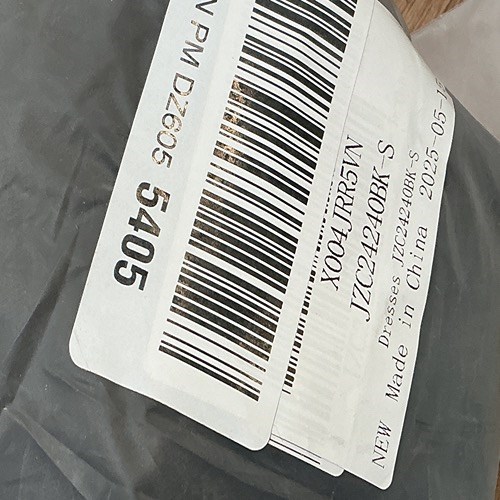 PM DZ605 5405
X004JRR5VN
JZC24240BK-S
Dresses JZC24240BK-S
NEW Made in China 2025-05-